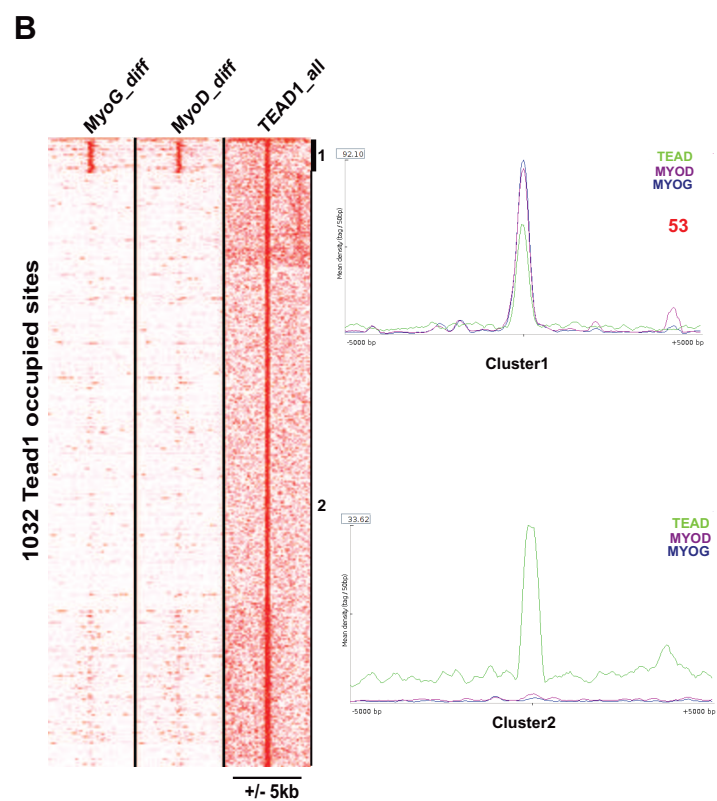 B
MyoG_diff
MyoD_diff
TEAD1_all
1032 Tead1 occupied sites
1
2
+/- 5kb
92.10
Mean density (tag / 50bp)
TEAD
MYOD
MYOG
53
-5000 bp
+5000 bp
Cluster1
33.62
Mean density (tag / 50bp)
TEAD
MYOD
MYOG
-5000 bp
+5000 bp
Cluster2